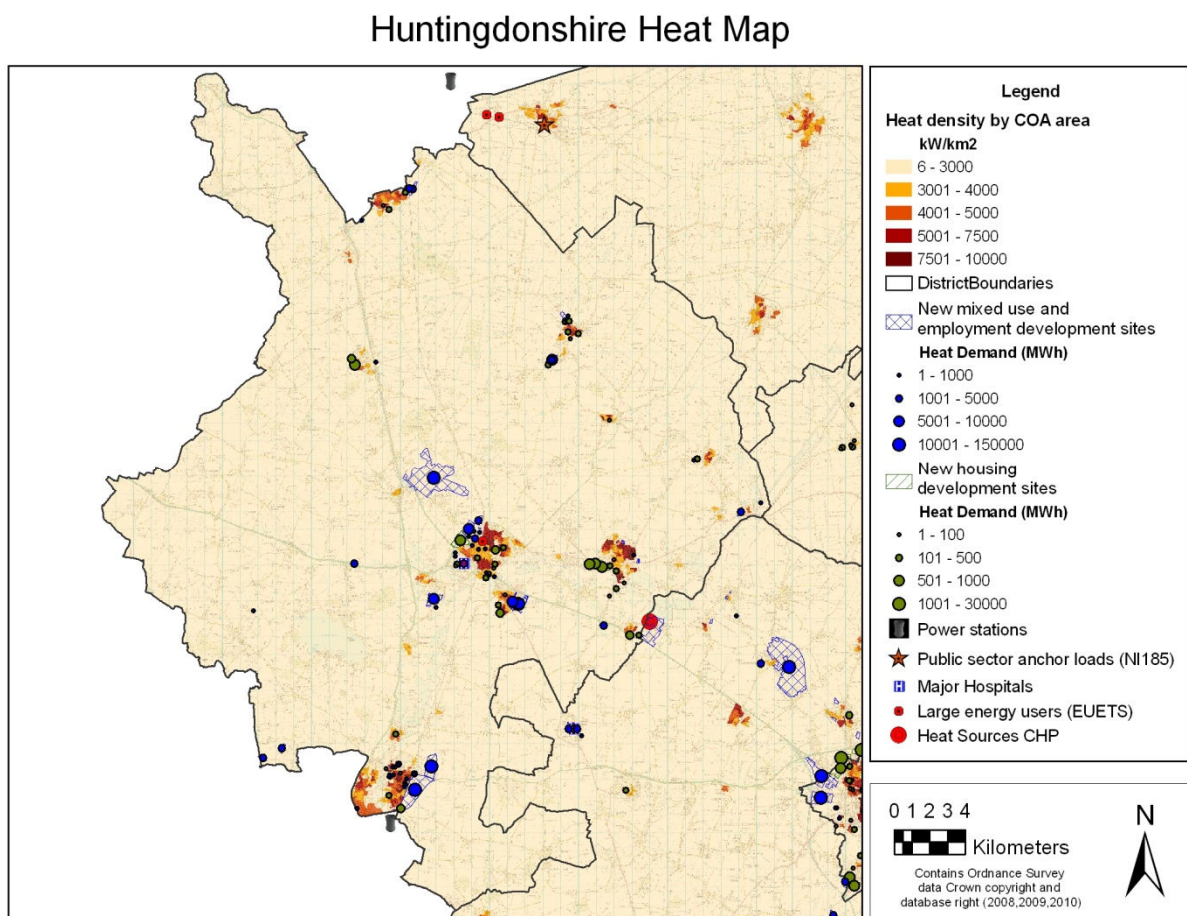 Huntingdonshire Heat Map
Legend
Heat density by COA area
kW/km2
6 - 3000
3001 - 4000
4001 - 5000
5001 - 7500
7501 - 10000
DistrictBoundaries
New mixed use and
employment development sites
Heat Demand (MWh)
1 - 1000
1001 - 5000
5001 - 10000
10001 - 150000
New housing
development sites
Heat Demand (MWh)
1 - 100
101 - 500
501 - 1000
1001 - 30000
Power stations
Public sector anchor loads (NI185)
H Major Hospitals
Large energy users (EUETS)
Heat Sources CHP
0 1 2 3 4
Kilometers
N
Contains Ordnance Survey
data Crown copyright and
database right (2008,2009,2010)